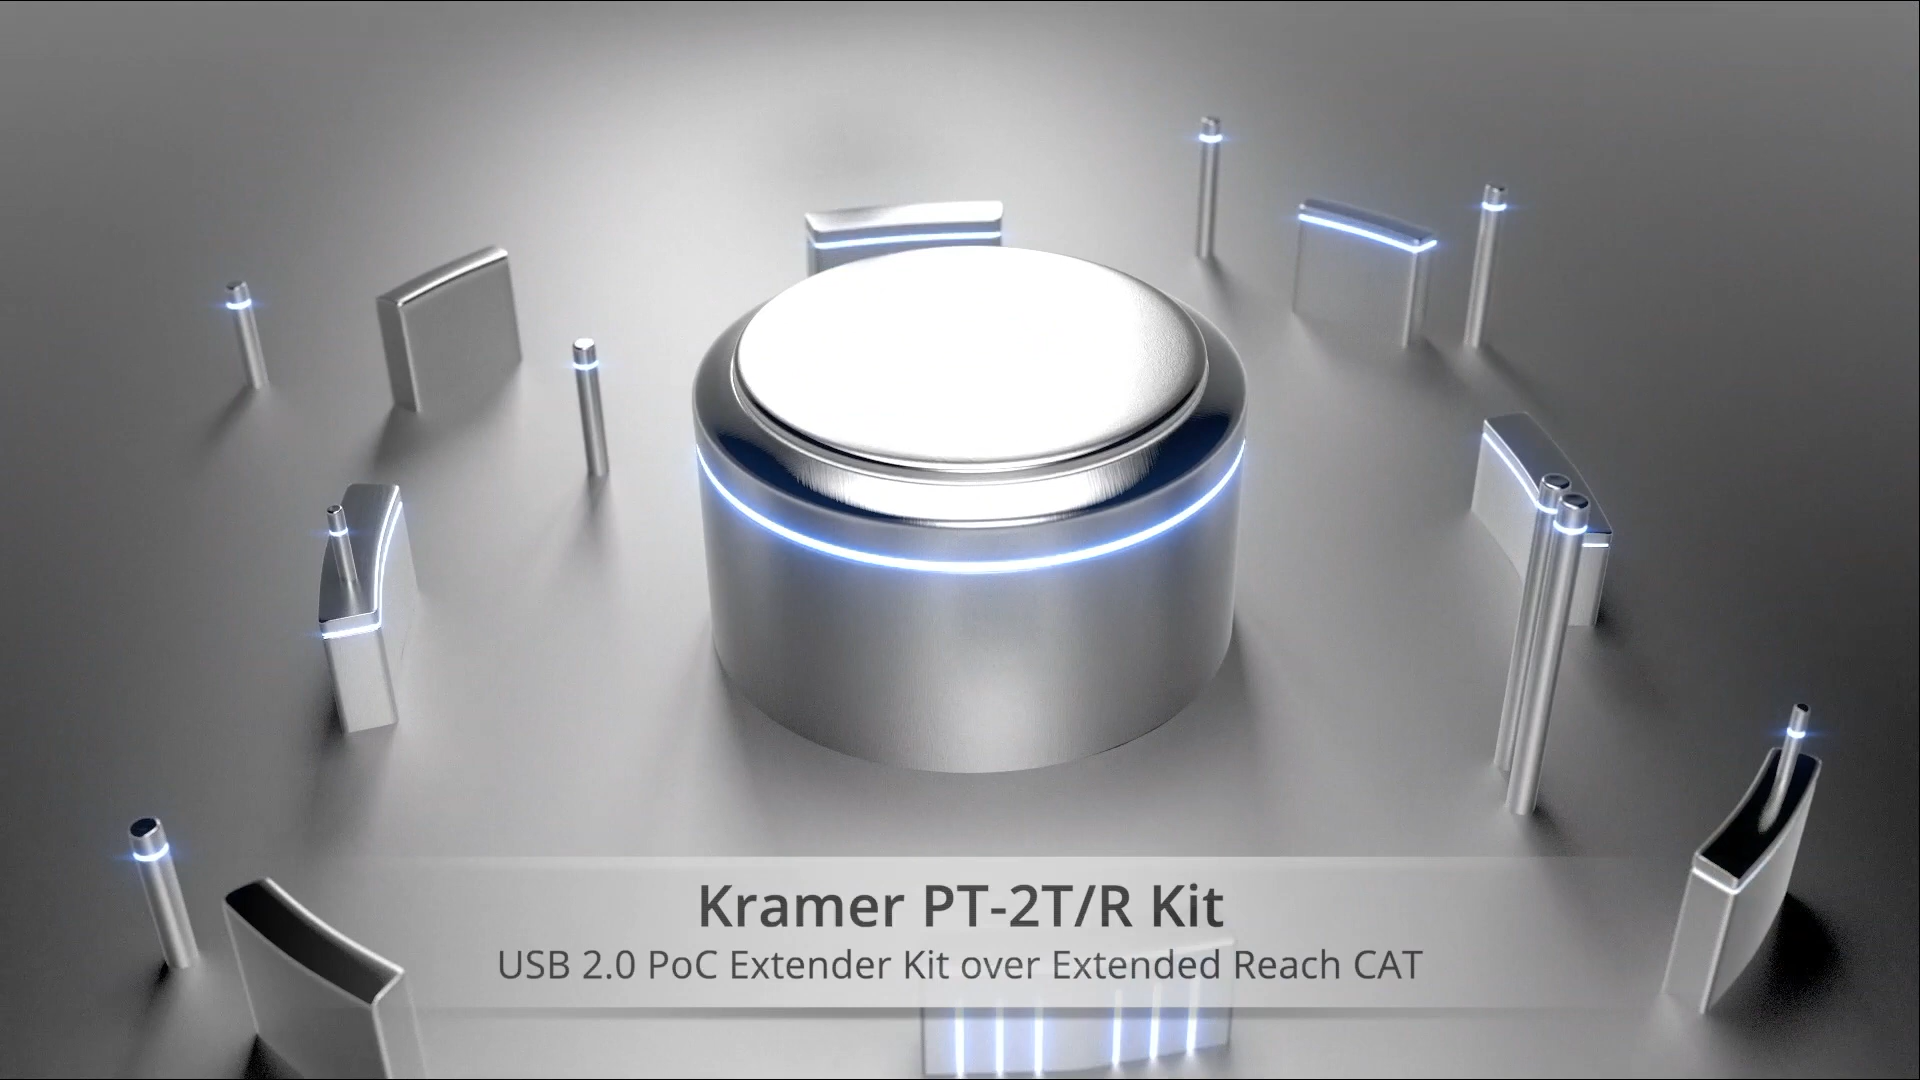 Kramer PT-2T/R Kit
USB 2.0 PoC Extender Kit over Extended Reach CAT